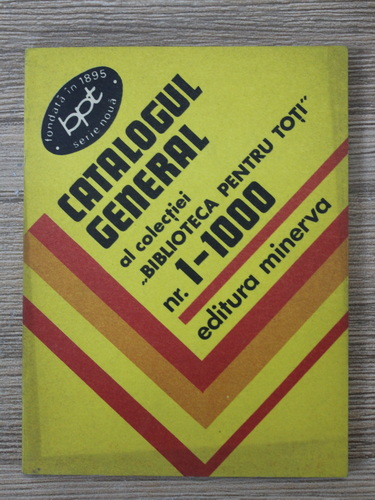 fondată în 1895
bpt
serie nouă
CATALOGUL
GENERAL
al colecției
„BIBLIOTECA PENTRU TOȚI"
nr. 1-1000
editura minerva